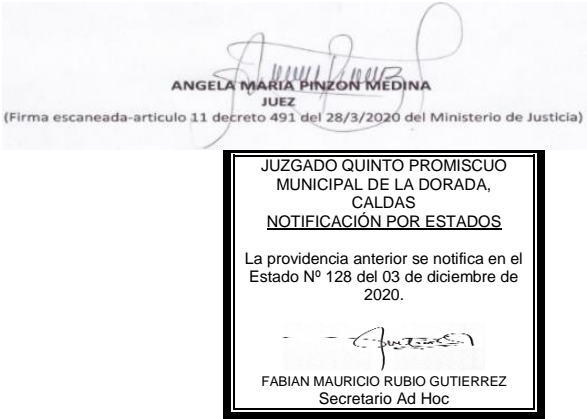 ANGELA MARIA PINZON MEDINA
JUEZ
(Firma escaneada-articulo 11 decreto 491 del 28/3/2020 del Ministerio de Justicia)
JUZGADO QUINTO PROMISCUO
MUNICIPAL DE LA DORADA,
CALDAS
NOTIFICACIÓN POR ESTADOS
La providencia anterior se notifica en el
Estado Nº 128 del 03 de diciembre de
2020.
FABIAN MAURICIO RUBIO GUTIERREZ
Secretario Ad Hoc